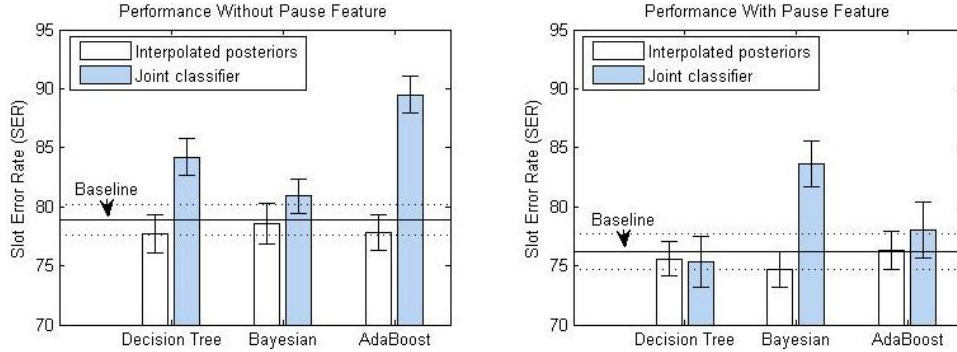 Performance Without Pause Feature
95
90
85
80
75
70
Slot Error Rate (SER)
Interpolated posteriors
Joint classifier
Baseline
Decision Tree
Bayesian
AdaBoost
Performance With Pause Feature
95
90
85
80
75
70
Slot Error Rate (SER)
Interpolated posteriors
Joint classifier
Baseline
Decision Tree
Bayesian
AdaBoost